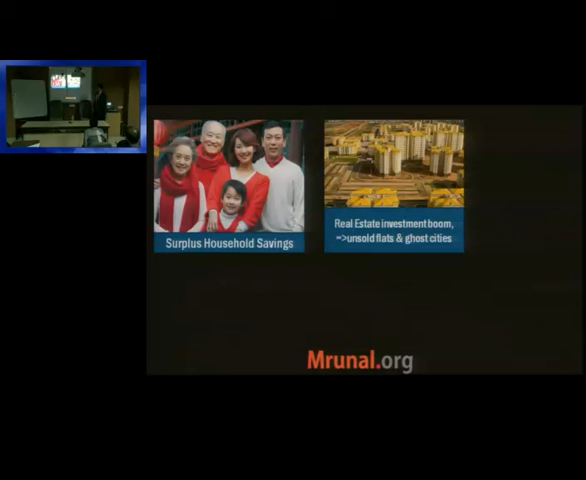 Surplus Household Savings
Real Estate investment boom,
=>unsold flats & ghost cities
Mrunal.org